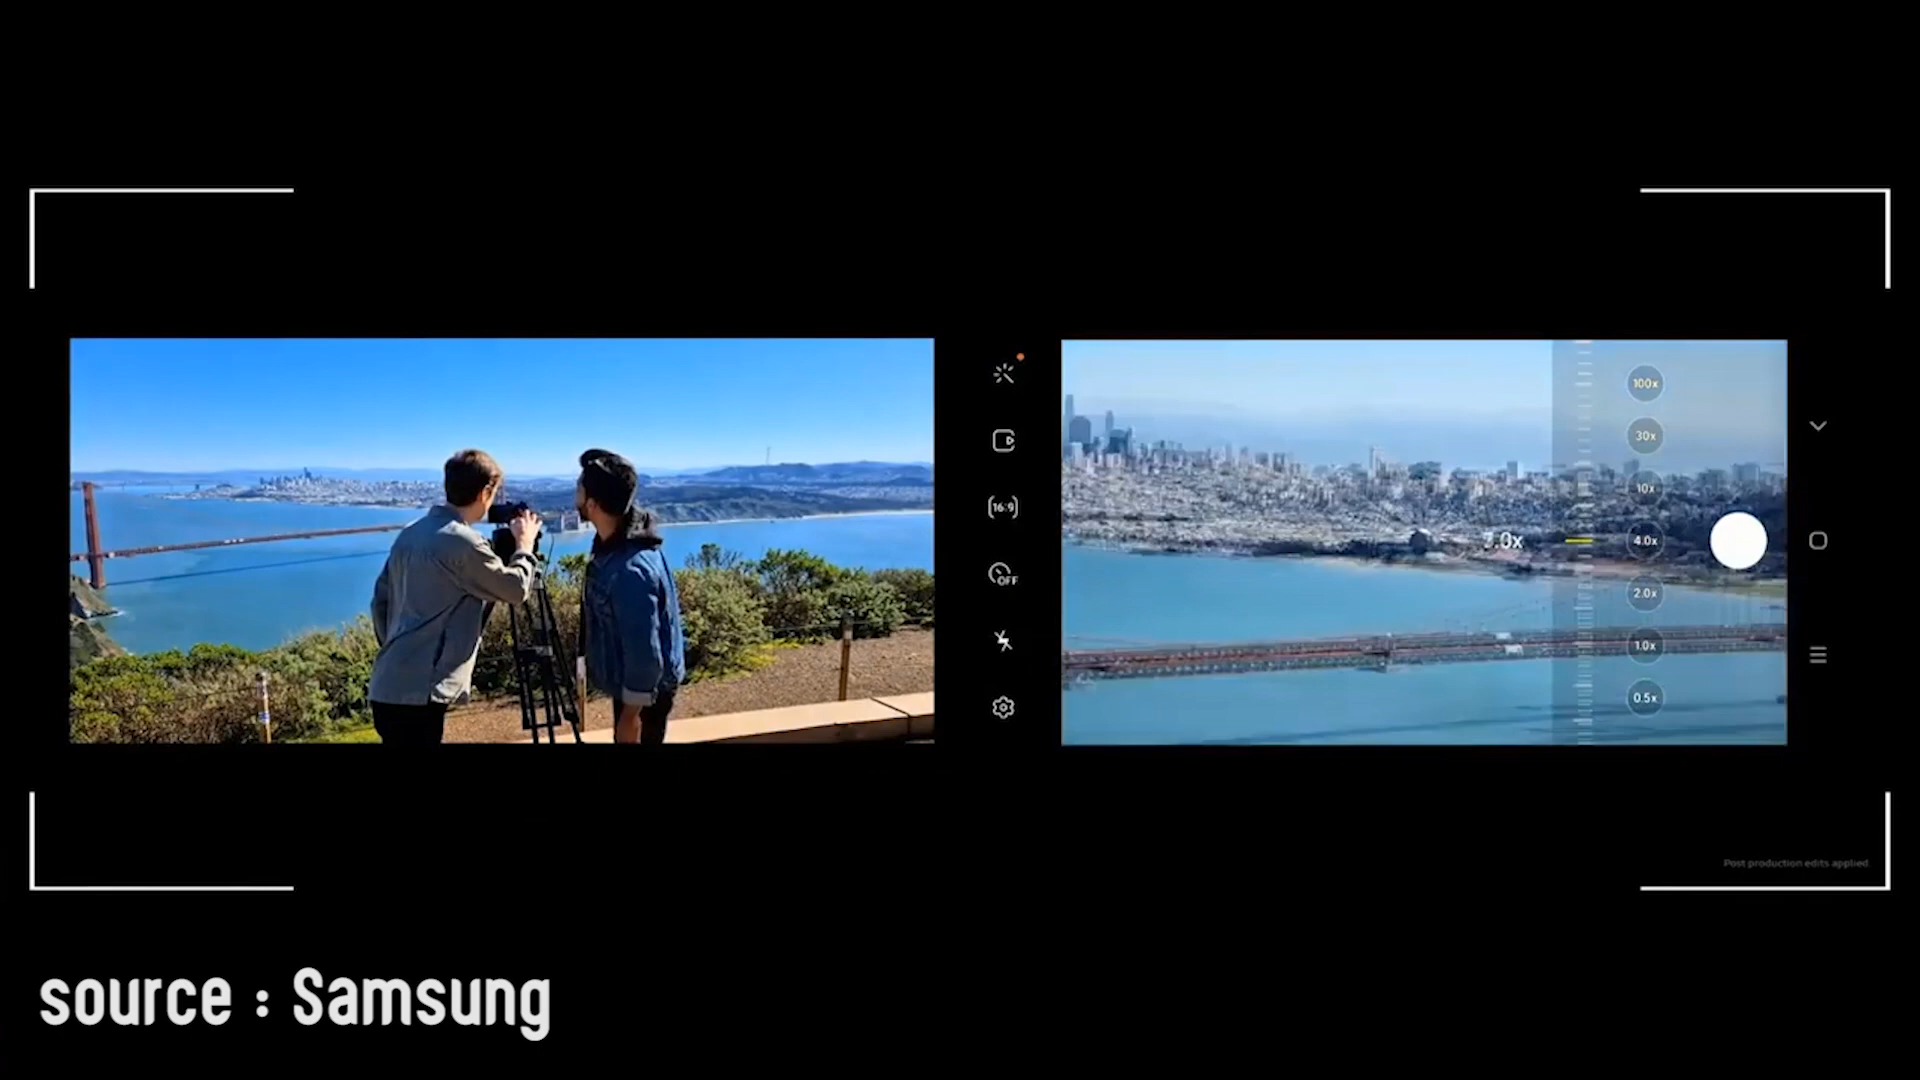 16:9
OFF
100x
30x
10x
4.0x
2.0x
1.0x
0.5x
Post production edits applied
source : Samsung